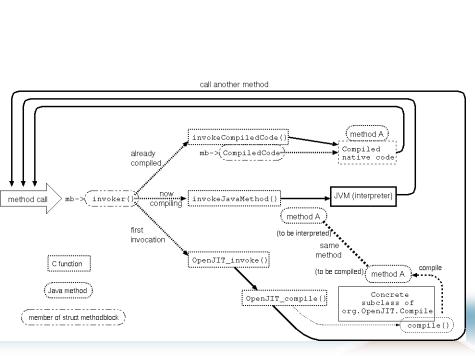 call another method
invokeCompiledCode()
method A
mb->
CompiledCode
Compiled
native code
already
compiled
method call
mb->
invoker()
now
compiling
invokeJavaMethod()
JVM (interpreter)
method A
(to be interpreted)
first
invocation
same
method
OpenJIT_invoke()
(to be compiled)
method A
compile
C function
OpenJIT_compile()
Java method
Concrete
subclass of
org.OpenJIT.Compile
compile()
member of struct methodblock